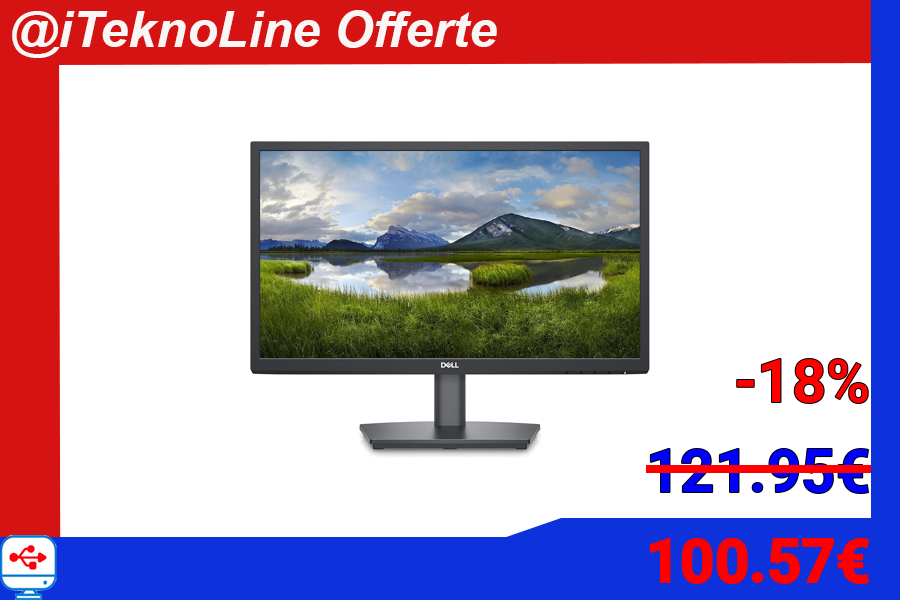 @iTeknoLine Offerte
DELL
-18%
121.95€
100.57€